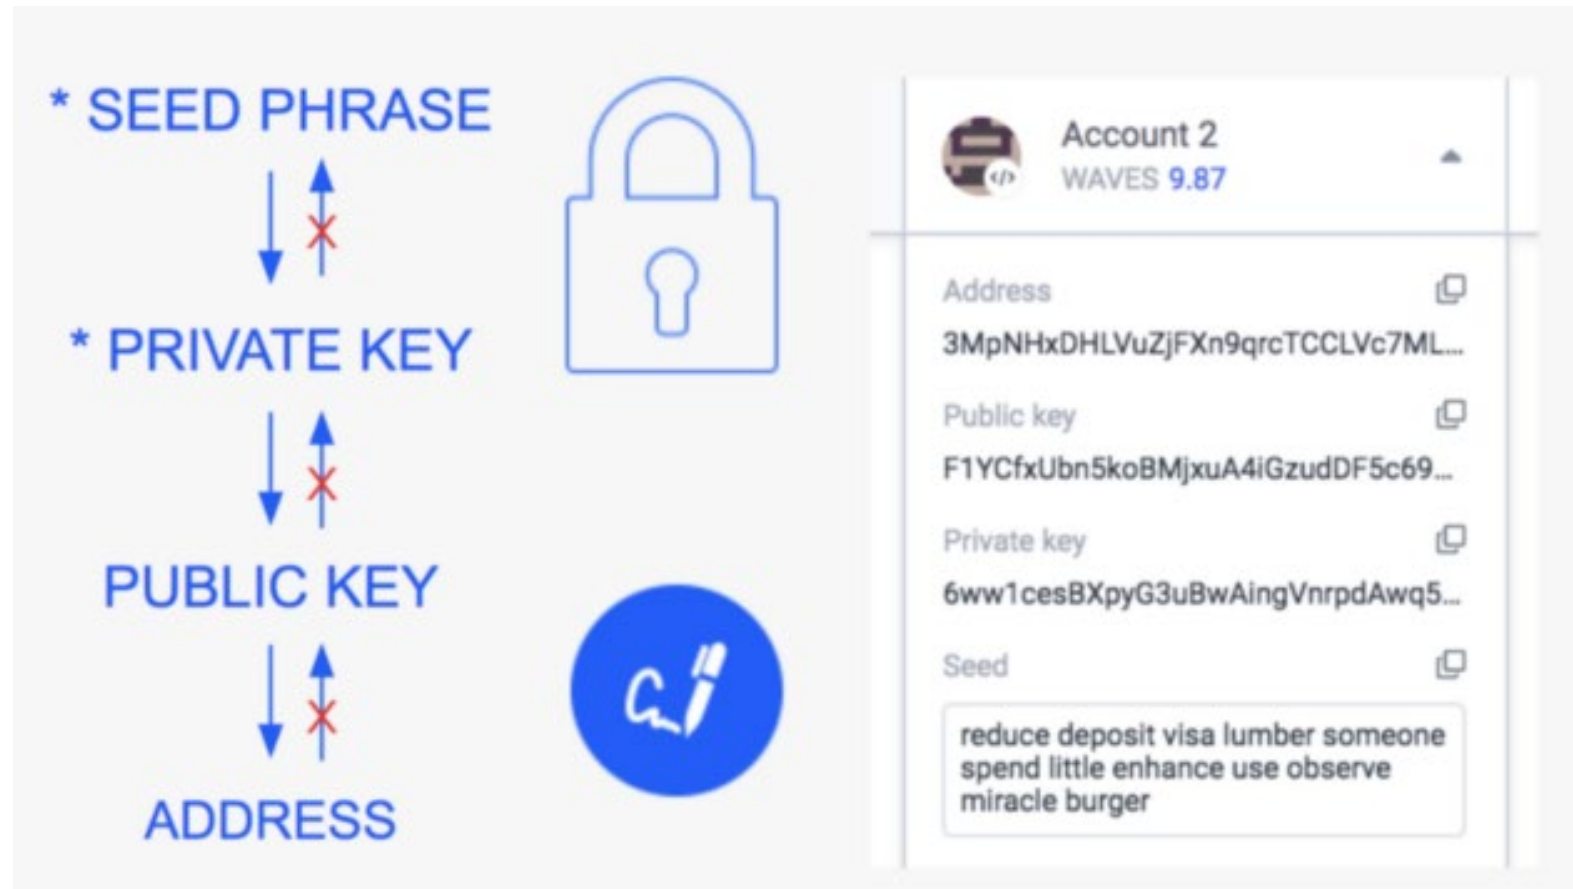 * SEED PHRASE
* PRIVATE KEY
PUBLIC KEY
ADDRESS
Account 2
WAVES 9.87
Address
3MpNHxDHLVuZjFXn9qrcTCCLVc7ML...
Public key
F1YCfxUbn5koBMjxuA4iGzudDF5c69...
Private key
6ww1cesBXpyG3uBwAingVnrpdAwq5...
Seed
reduce deposit visa lumber someone
spend little enhance use observe
miracle burger